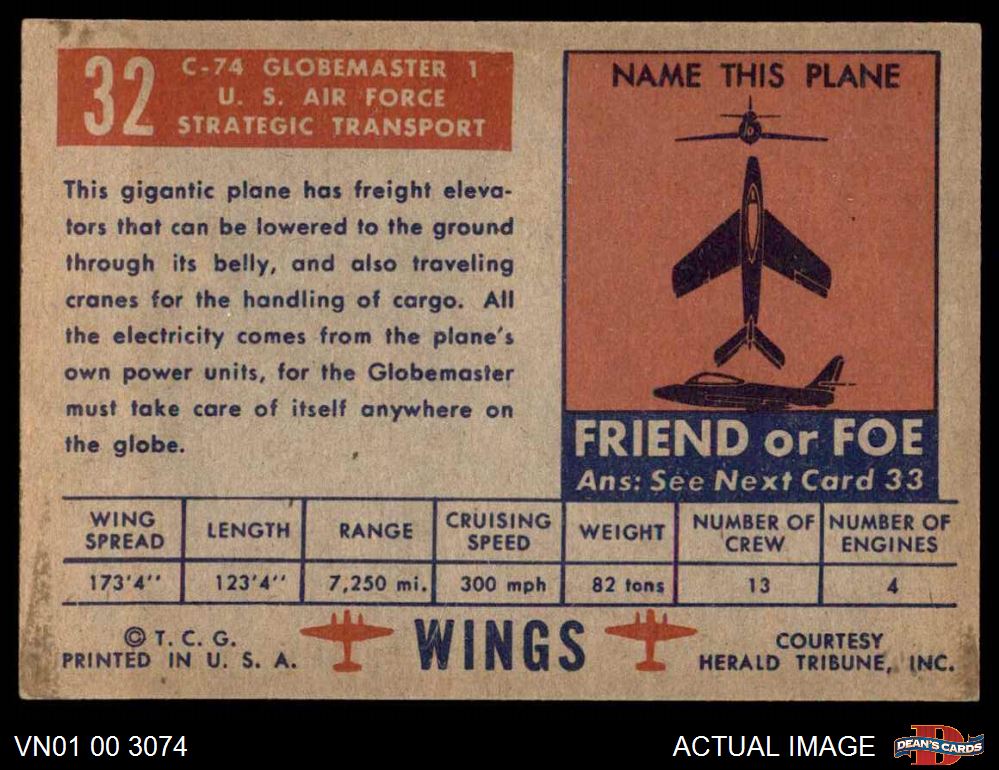 32
C-74 GLOBEMASTER 1
U. S. AIR FORCE
STRATEGIC TRANSPORT
This gigantic plane has freight eleva-
tors that can be lowered to the ground
through its belly, and also traveling
cranes for the handling of cargo. All
the electricity comes from the plane's
own power units, for the Globemaster
must take care of itself anywhere on
the globe.
NAME THIS PLANE
FRIEND or FOE
Ans: See Next Card 33
WING SPREAD
LENGTH
RANGE
CRUISING SPEED
WEIGHT
NUMBER OF CREW
NUMBER OF ENGINES
173'4''
123'4''
7,250 mi.
300 mph
82 tons
13
4
© T. C. G.
PRINTED IN U. S. A.
WINGS
COURTESY
HERALD TRIBUNE, INC.
VN01 00 3074
ACTUAL IMAGE
D
DEAN'S CARDS